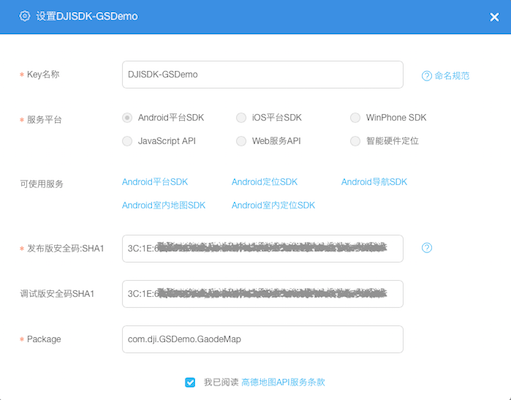 设置DJISDK-GSDemo
* Key名称 DJISDK-GSDemo 命名规范
* 服务平台 Android平台SDK iOS平台SDK WinPhone SDK
JavaScript API Web服务API 智能硬件定位
可使用服务 Android平台SDK Android定位SDK Android导航SDK
Android室内地图SDK Android室内定位SDK
* 发布版安全码:SHA1 3C:1E:
调试版安全码SHA1 3C:1E:
* Package com.dji.GSDemo.GaodeMap
我已阅读 高德地图API服务条款